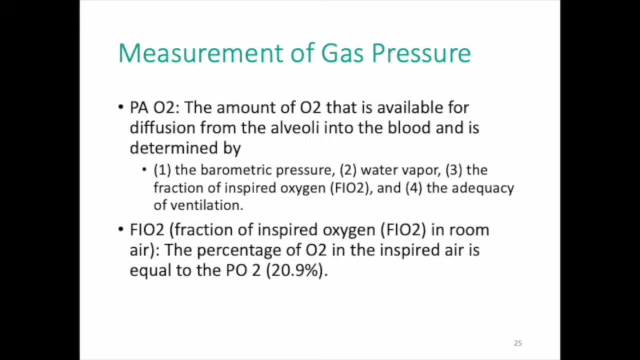 Measurement of Gas Pressure
• PA O2: The amount of O2 that is available for
diffusion from the alveoli into the blood and is
determined by
• (1) the barometric pressure, (2) water vapor, (3) the
fraction of inspired oxygen (FIO2), and (4) the adequacy
of ventilation.
• FIO2 (fraction of inspired oxygen (FIO2) in room
air): The percentage of O2 in the inspired air is
equal to the PO 2 (20.9%).
25